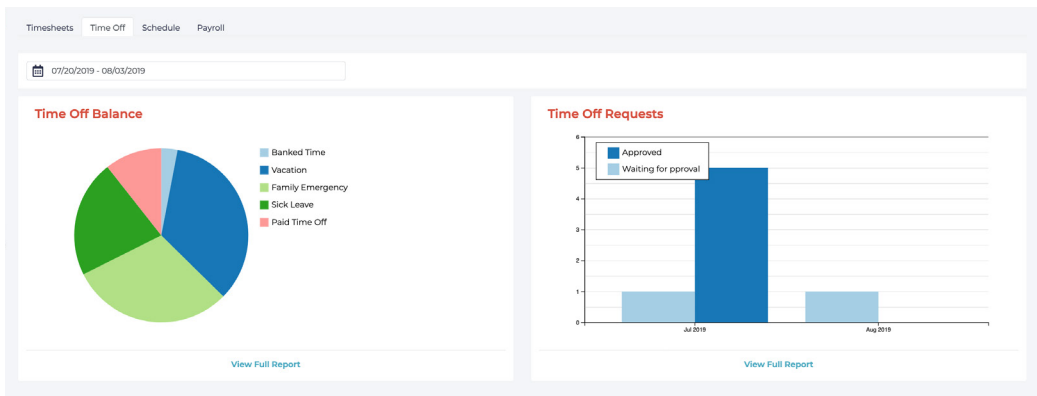 Timesheets Time Off Schedule Payroll
07/20/2019 - 08/03/2019
Time Off Balance
Banked Time
Vacation
Family Emergency
Sick Leave
Paid Time Off
View Full Report
Time Off Requests
6
5
4
3
2
1
0
Approved
Waiting for pproval
Jul 2019 Aug 2019
View Full Report